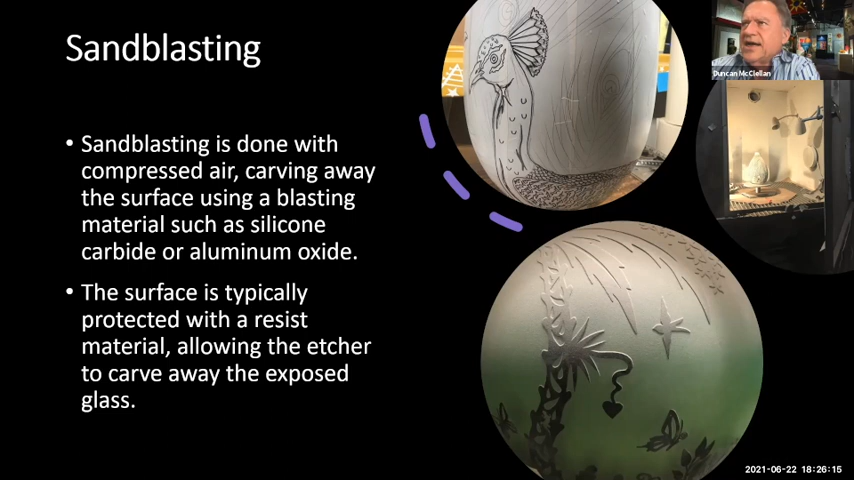 Sandblasting
• Sandblasting is done with
compressed air, carving away
the surface using a blasting
material such as silicone
carbide or aluminum oxide.
• The surface is typically
protected with a resist
material, allowing the etcher
to carve away the exposed
glass.
Duncan McClellan
2021-06-22 18:26:15